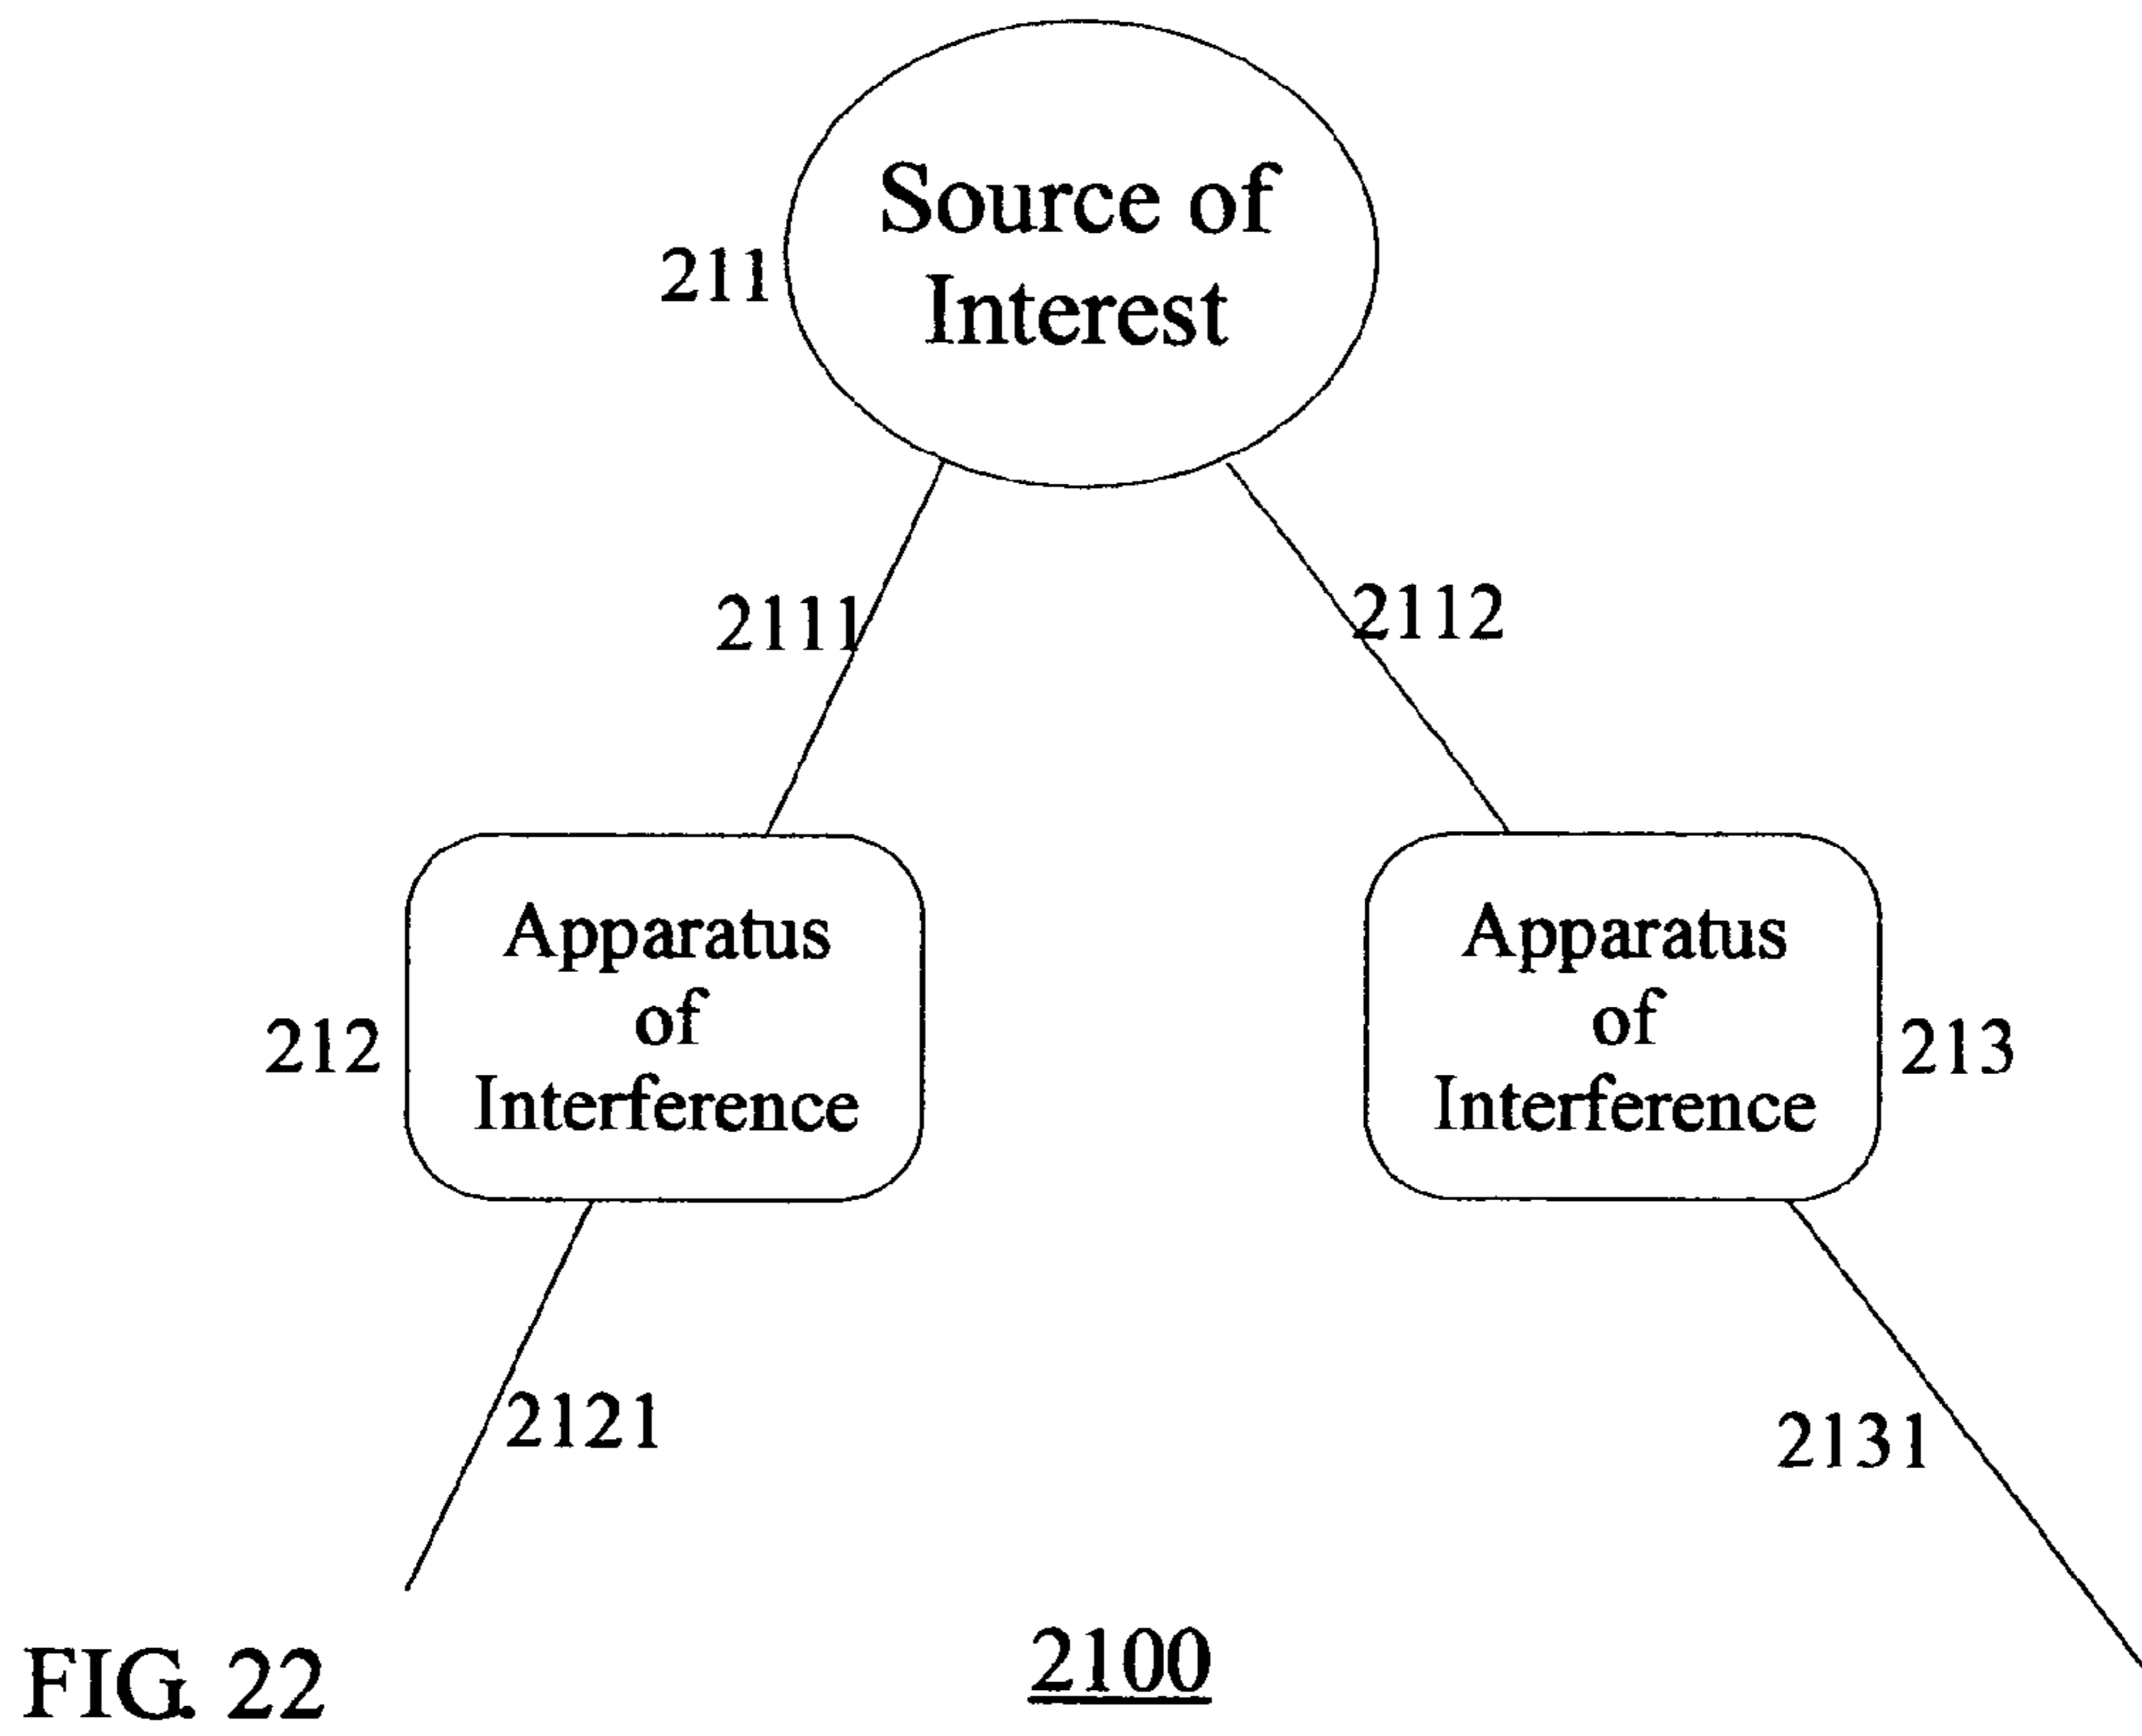 Source of
Interest
211
2111
2112
Apparatus
of
Interference
212
Apparatus
of
Interference
213
2121
2131
FIG. 22
2100